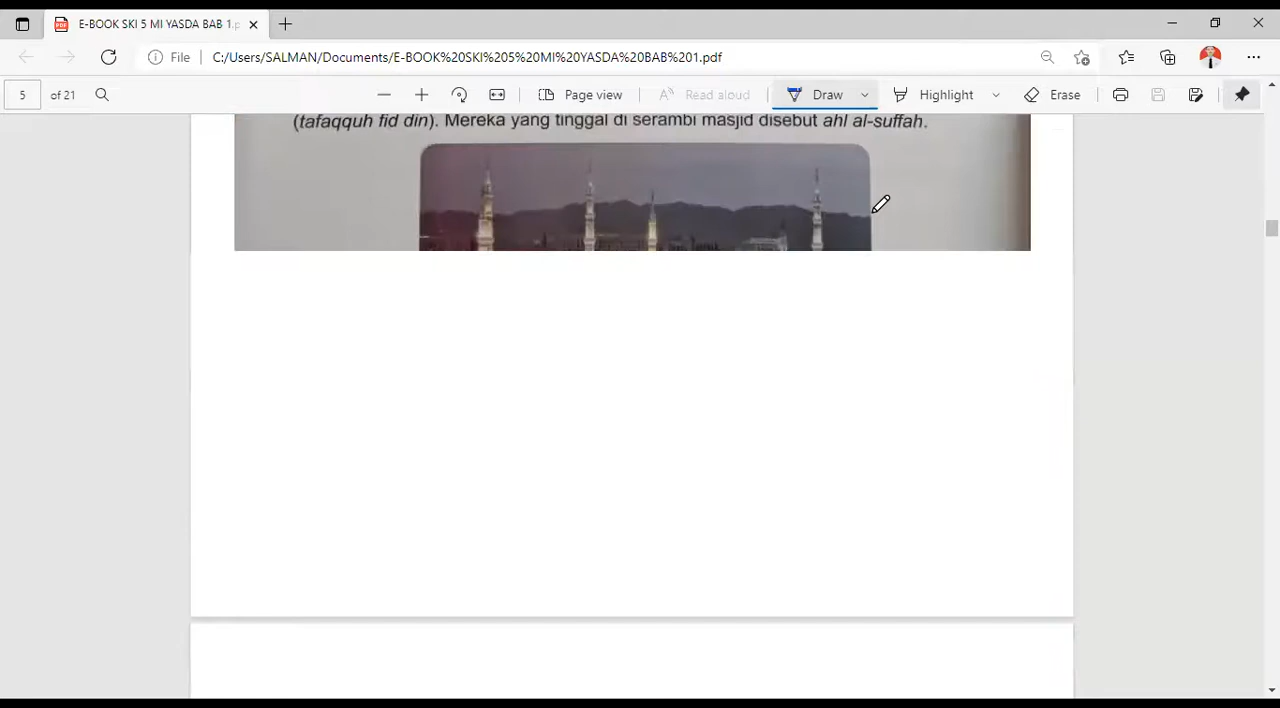 E-BOOK SKI 5 MI YASDA BAB 1.p
File
C:/Users/SALMAN/Documents/E-BOOK%20SKI%205%20MI%20YASDA%20BAB%201.pdf
5 of 21
Page view
Read aloud
Draw
Highlight
Erase
(tafaqquh fid din). Mereka yang tinggal di serambi masjid disebut ahl al-suffah.